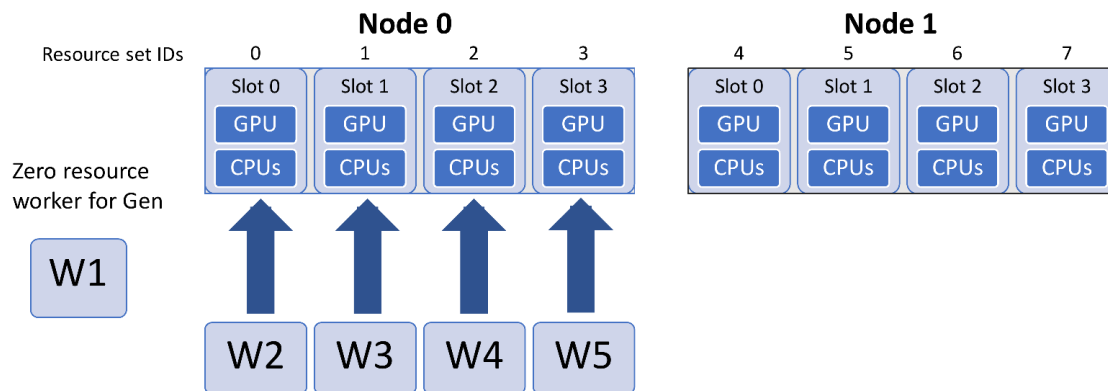 Node 0 Node 1
Resource set IDs 0 1 2 3 4 5 6 7
Slot 0 Slot 1 Slot 2 Slot 3 Slot 0 Slot 1 Slot 2 Slot 3
GPU GPU GPU GPU GPU GPU GPU GPU
CPUs CPUs CPUs CPUs CPUs CPUs CPUs CPUs
Zero resource
worker for Gen
W1
W2 W3 W4 W5